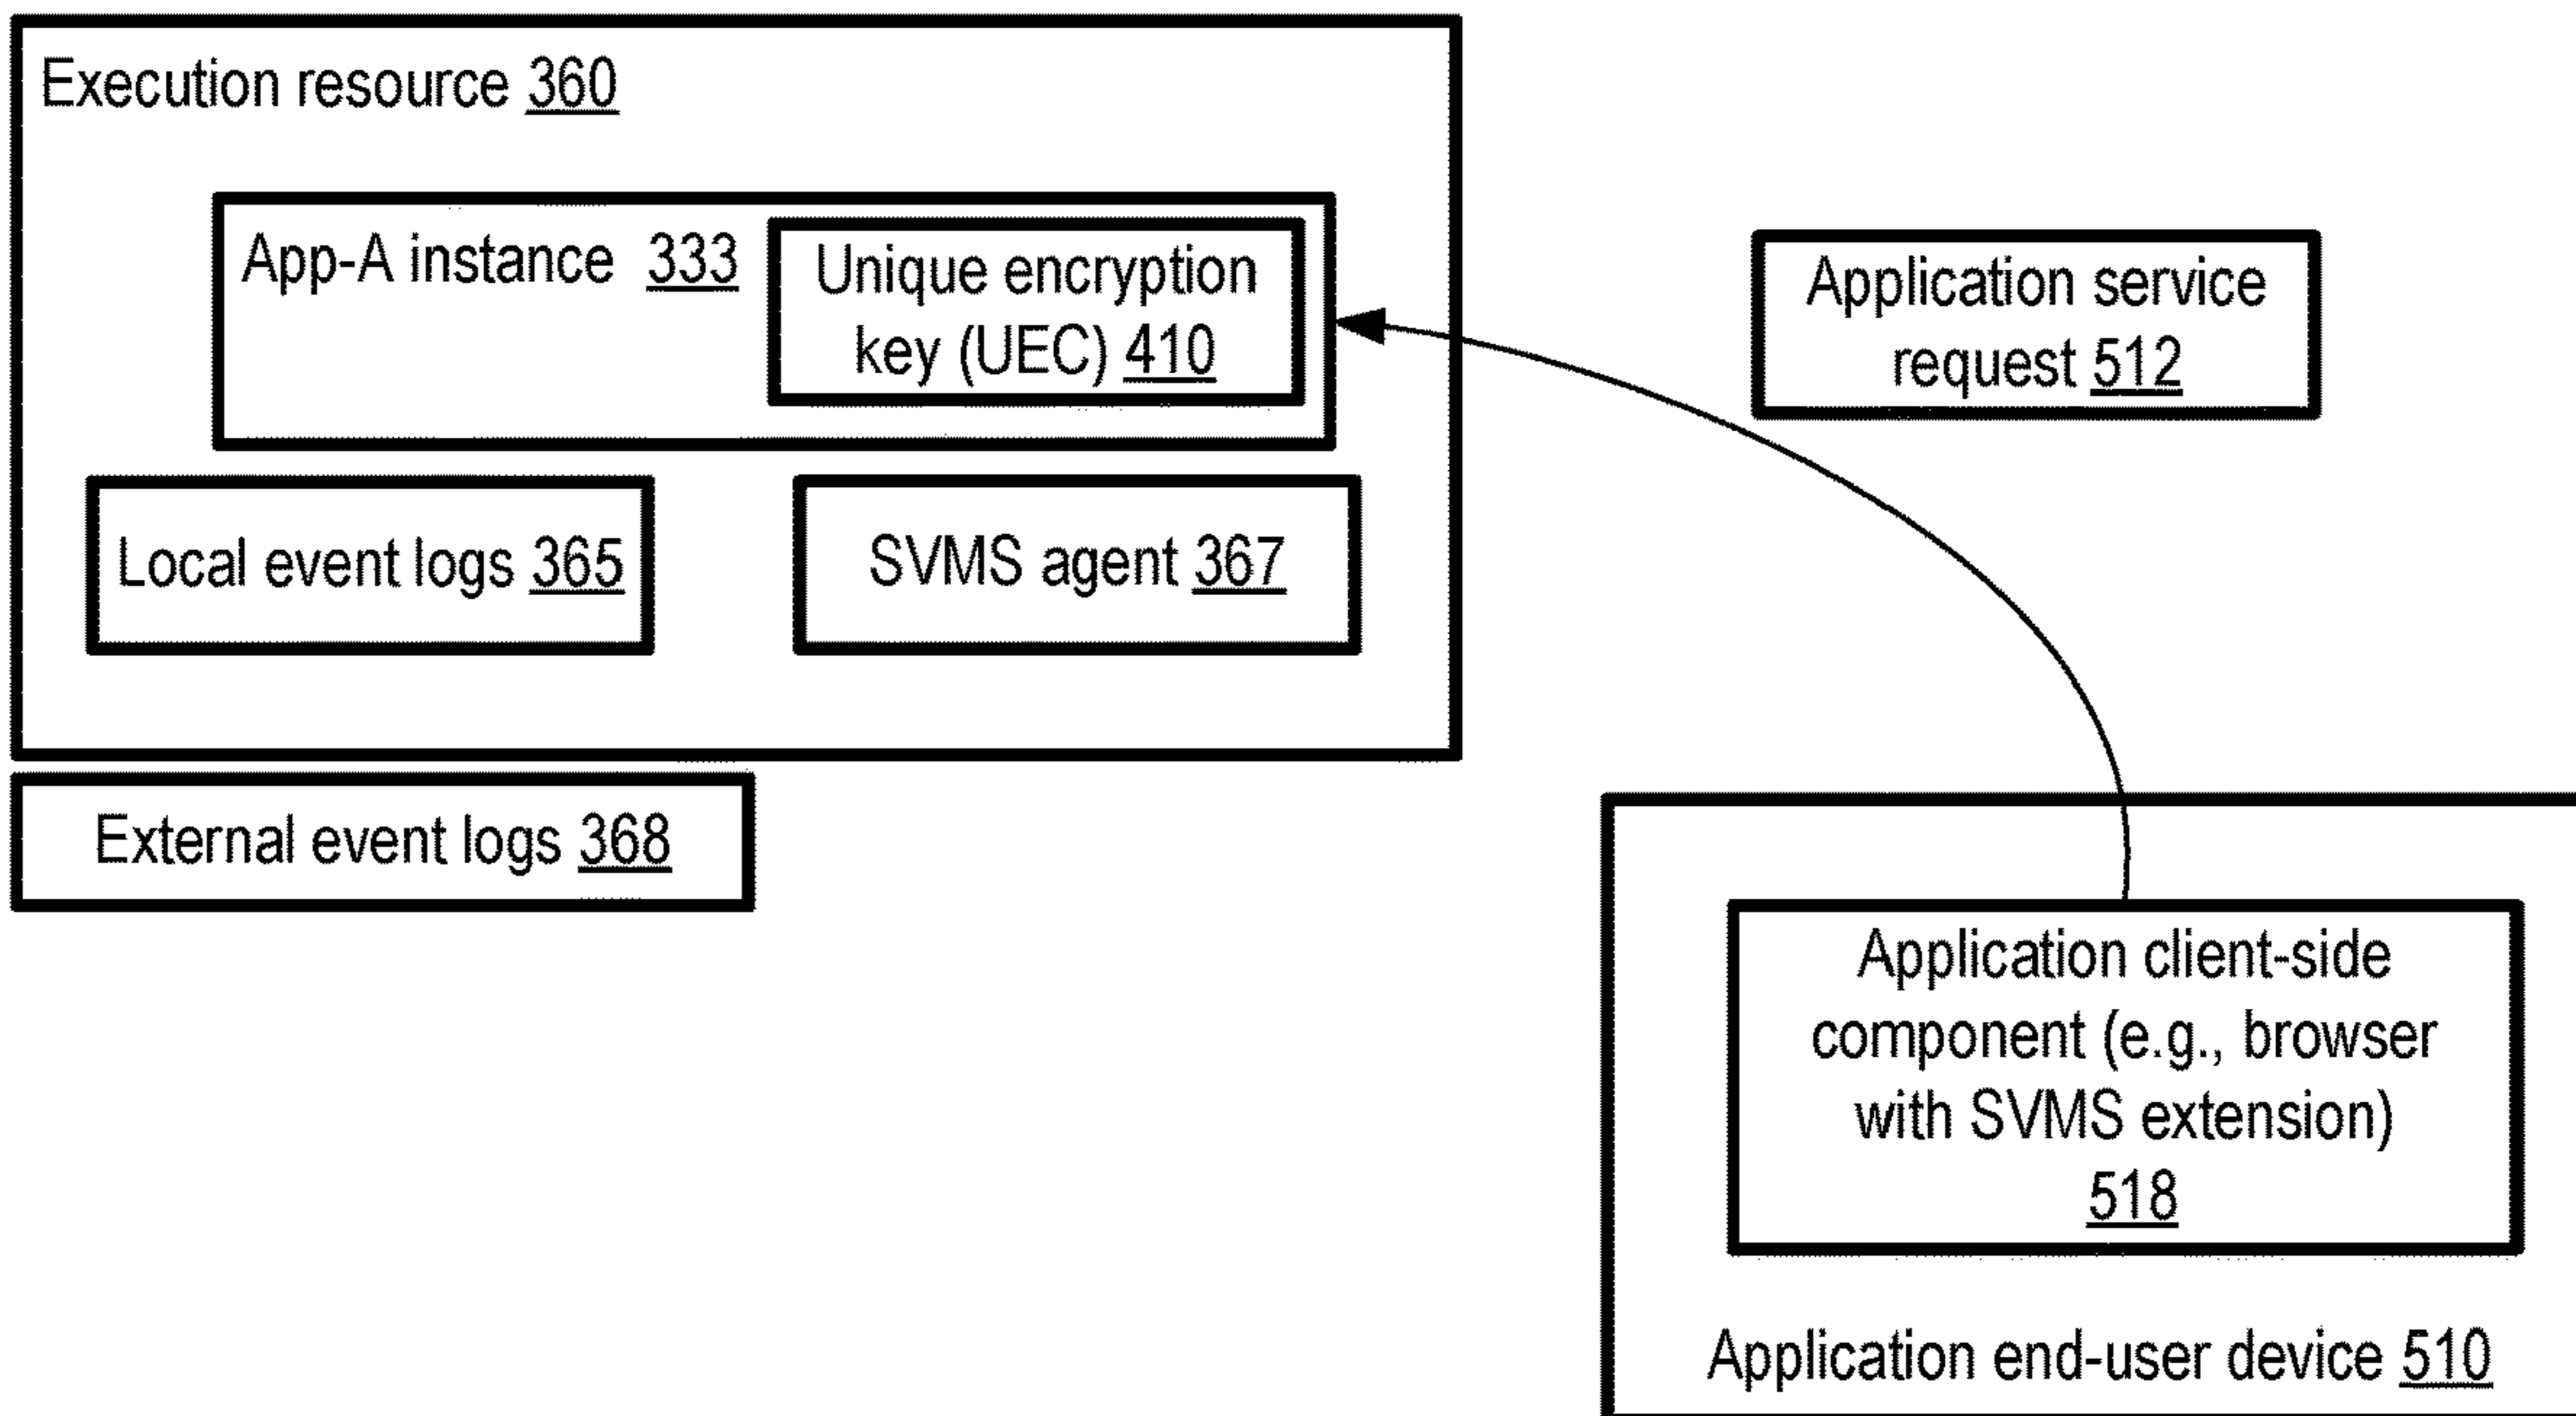 Execution resource 360
App-A instance 333
Unique encryption
key (UEC) 410
Application service
request 512
Local event logs 365
SVMS agent 367
External event logs 368
Application client-side
component (e.g., browser
with SVMS extension)
518
Application end-user device 510